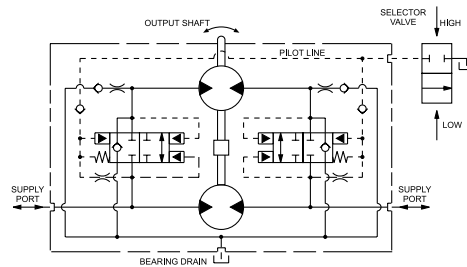 SELECTOR
VALVE
HIGH
OUTPUT SHAFT
PILOT LINE
LOW
SUPPLY
PORT
SUPPLY
PORT
BEARING DRAIN